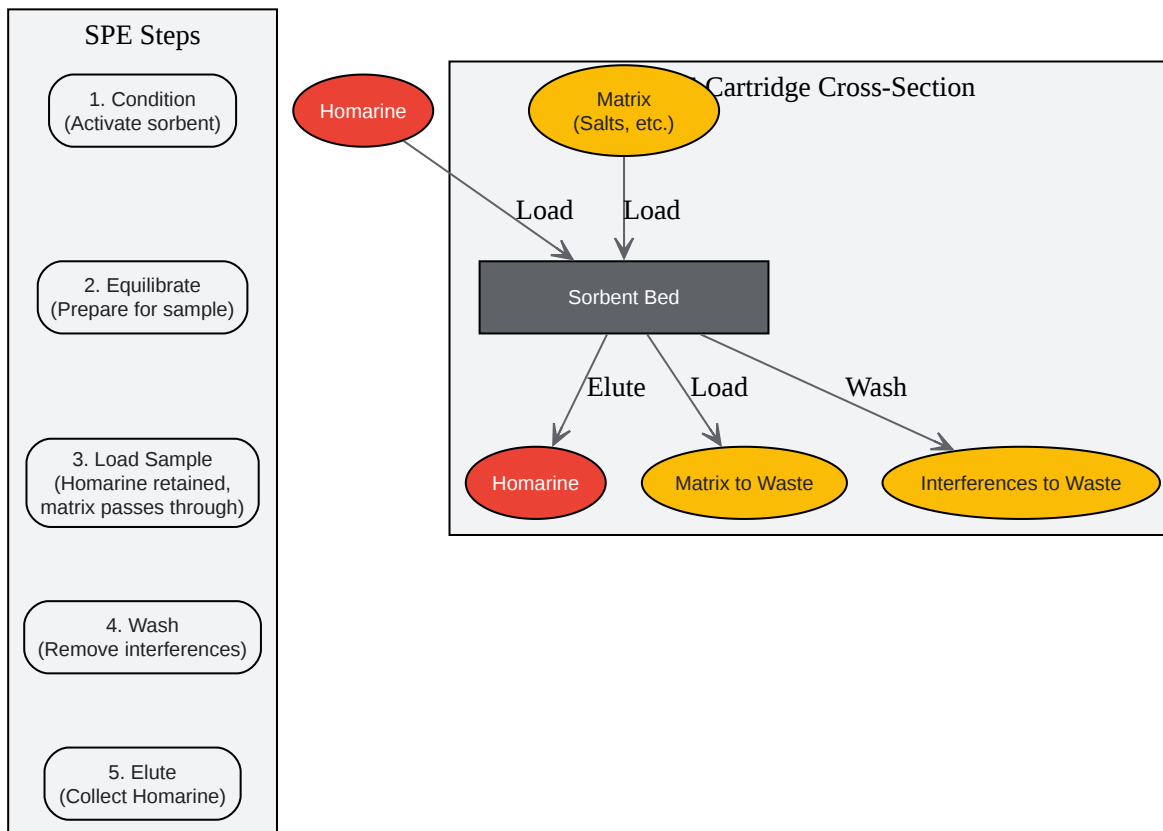 SPE Steps
1. Condition
(Activate sorbent)
2. Equilibrate
(Prepare for sample)
3. Load Sample
(Homarine retained,
matrix passes through)
4. Wash
(Remove interferences)
5. Elute
(Collect Homarine)
Cartridge Cross-Section
Homarine
Matrix
(Salts, etc.)
Load
Load
Sorbent Bed
Elute
Load
Wash
Homarine
Matrix to Waste
Interferences to Waste